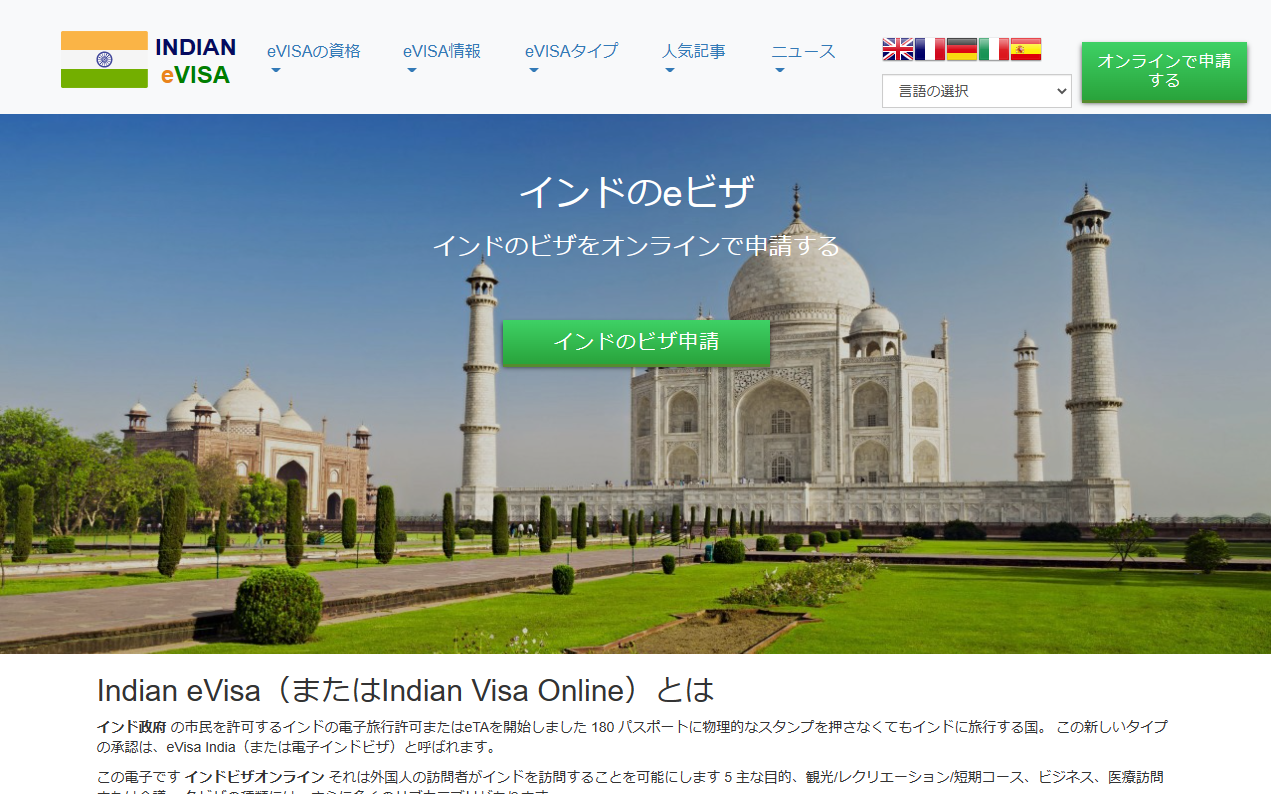 INDIAN
eVISA
eVISAの資格
eVISA情報
eVISAタイプ
人気記事
ニュース
言語の選択
オンラインで申請
する
インドのeビザ
インドのビザをオンラインで申請する
インドのビザ申請
Indian eVisa（またはIndian Visa Online）とは
インド政府 の市民を許可するインドの電子旅行許可またはeTAを開始しました 180 パスポートに物理的なスタンプを押さなくてもインドに旅行する国。 この新しいタイプ
の承認は、eVisa India（または電子インドビザ）と呼ばれます。
この電子です インドビザオンライン それは外国人の訪問者がインドを訪問することを可能にします 5 主な目的、観光/レクリエーション/短期コース、ビジネス、医療訪問